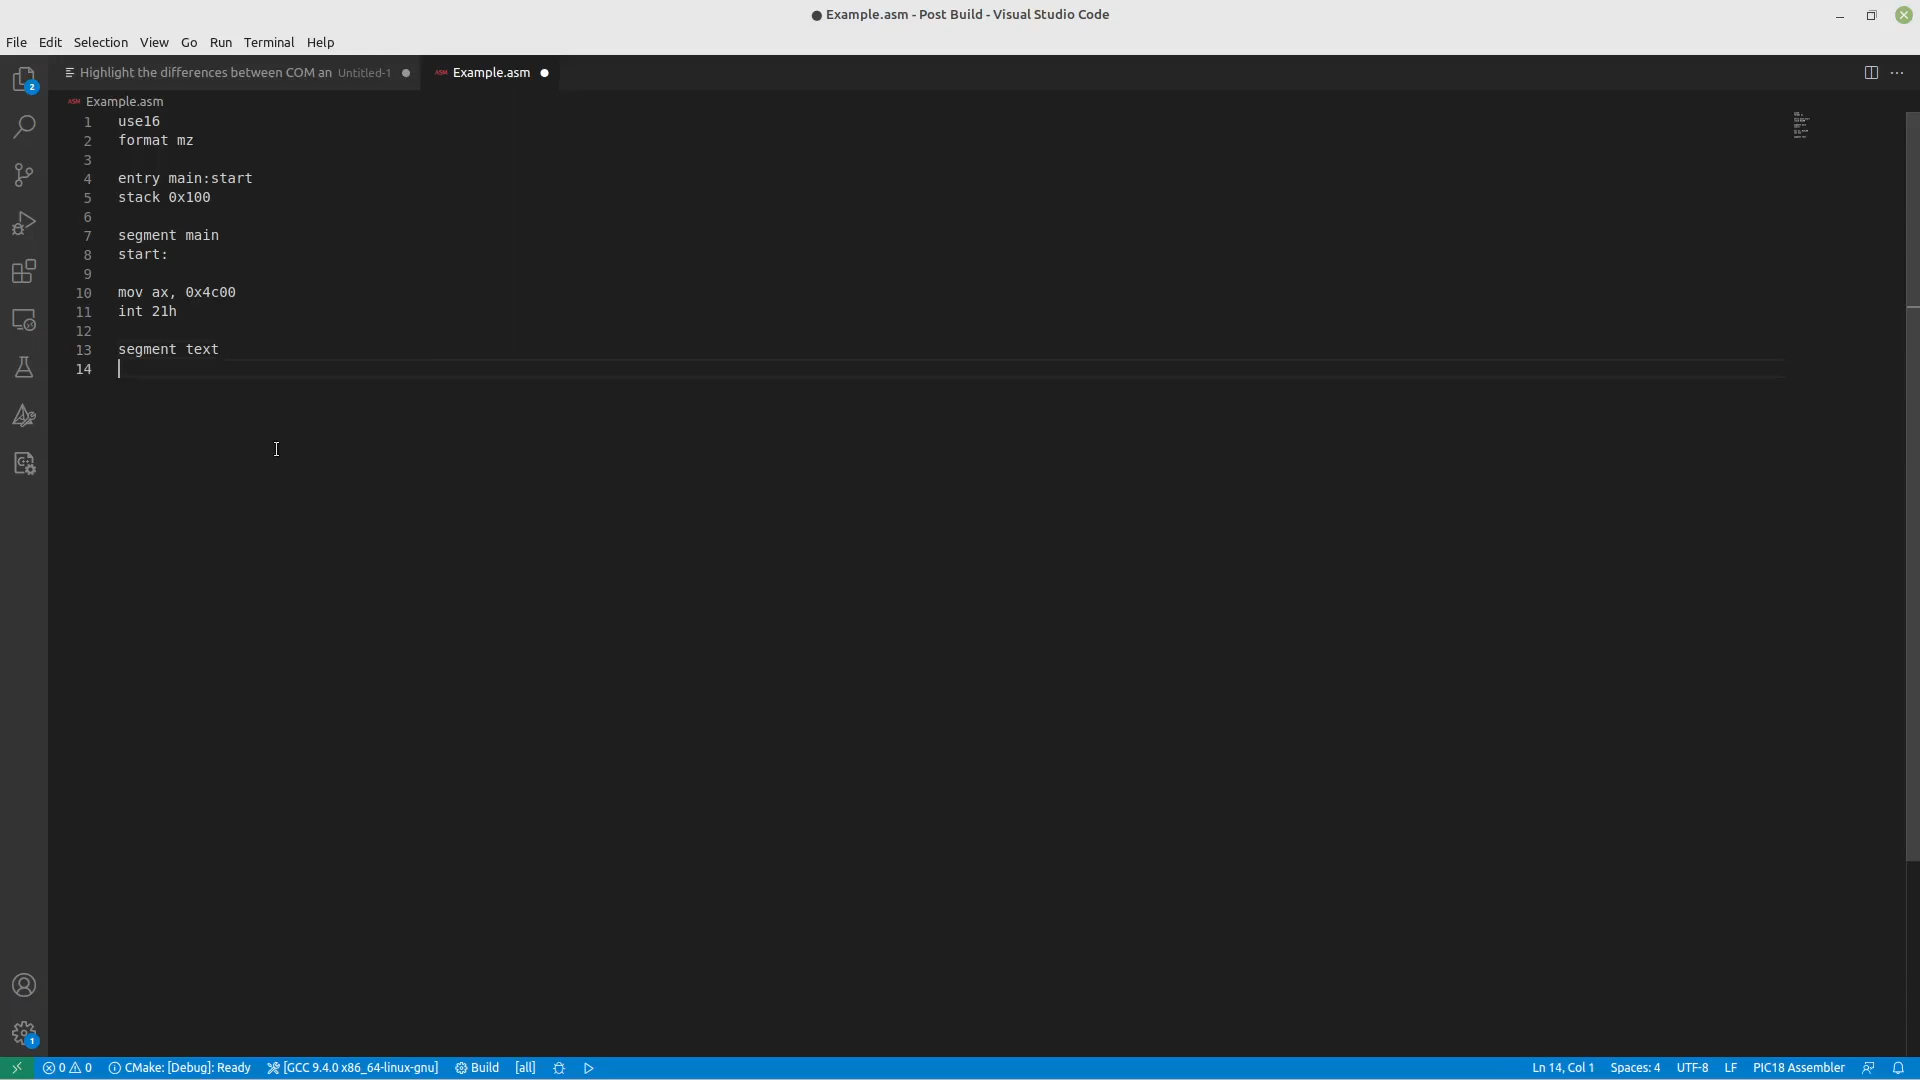 ● Example.asm - Post Build - Visual Studio Code
File Edit Selection View Go Run Terminal Help
Highlight the differences between COM an Untitled-1 ●
ASM Example.asm ●
ASM Example.asm
1 use16
2 format mz
3
4 entry main:start
5 stack 0x100
6
7 segment main
8 start:
9
10 mov ax, 0x4c00
11 int 21h
12
13 segment text
14
2
1
0 0 CMake: [Debug]: Ready [GCC 9.4.0 x86_64-linux-gnu] Build [all] Ln 14, Col 1 Spaces: 4 UTF-8 LF PIC18 Assembler